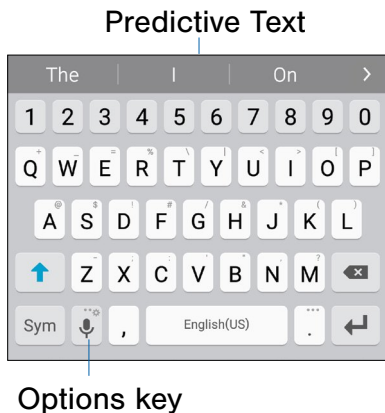 Predictive Text
The I On >
1 2 3 4 5 6 7 8 9 0
+ _ = % \ | < > [ ]
Q W E R T Y U I O P
@ $ ! # / & * ( )
A S D F G H J K L
- ' : ; " ?
Z X C V B N M
Sym , English(US) .
Options key